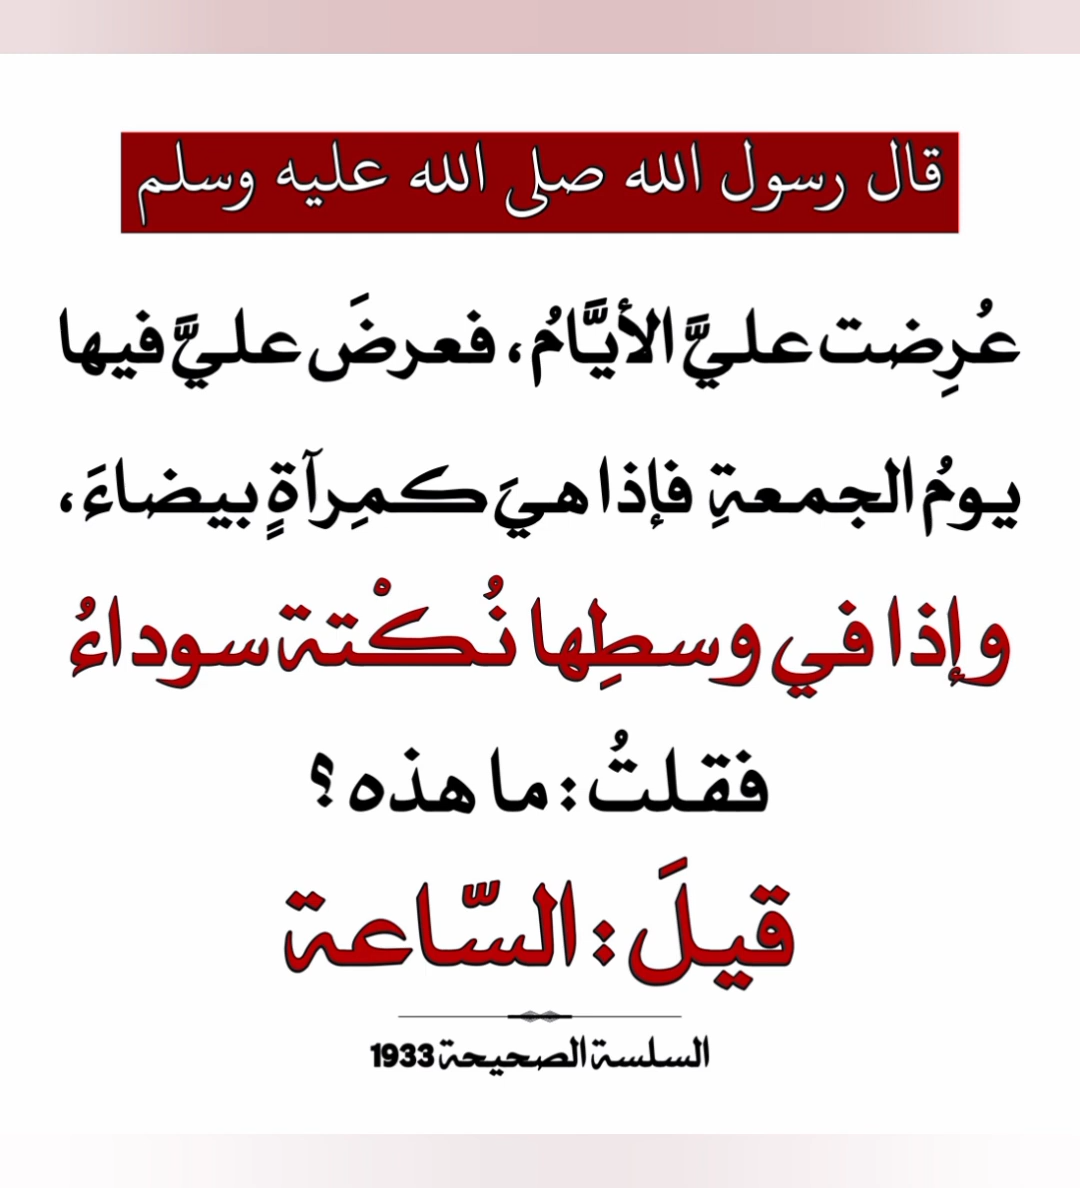 قال رسول الله صلى الله عليه وسلم
عُرِضت عليَّ الأيَّامُ، فعرضَ عليَّ فيها
يومُ الجمعةِ فإذا هيَ كمِرآةٍ بيضاءَ،
وإذا في وسطِها نُكْتة سوداءُ
فقلتُ: ما هذه ؟
قيلَ: السّاعة
السلسة الصحيحة 1933